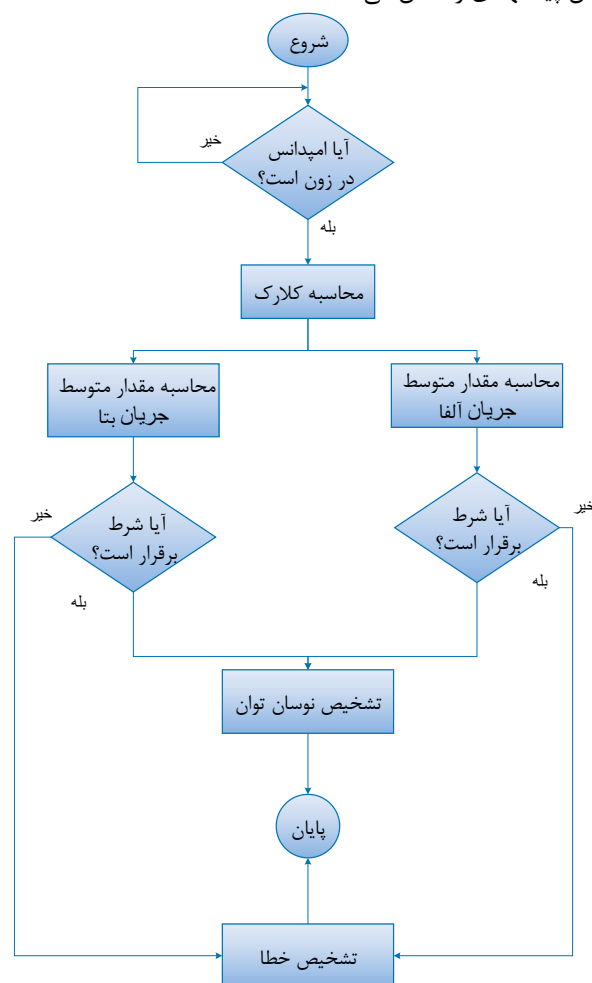 شروع
خیر
آیا امپدانس
در زون است؟
بله
محاسبه کلارک
محاسبه مقدار متوسط
جریان آلفا
محاسبه مقدار متوسط
جریان بتا
خیر
آیا شرط
برقرار است؟
بله
خیر
آیا شرط
برقرار است؟
بله
تشخیص نوسان توان
پایان
تشخیص خطا